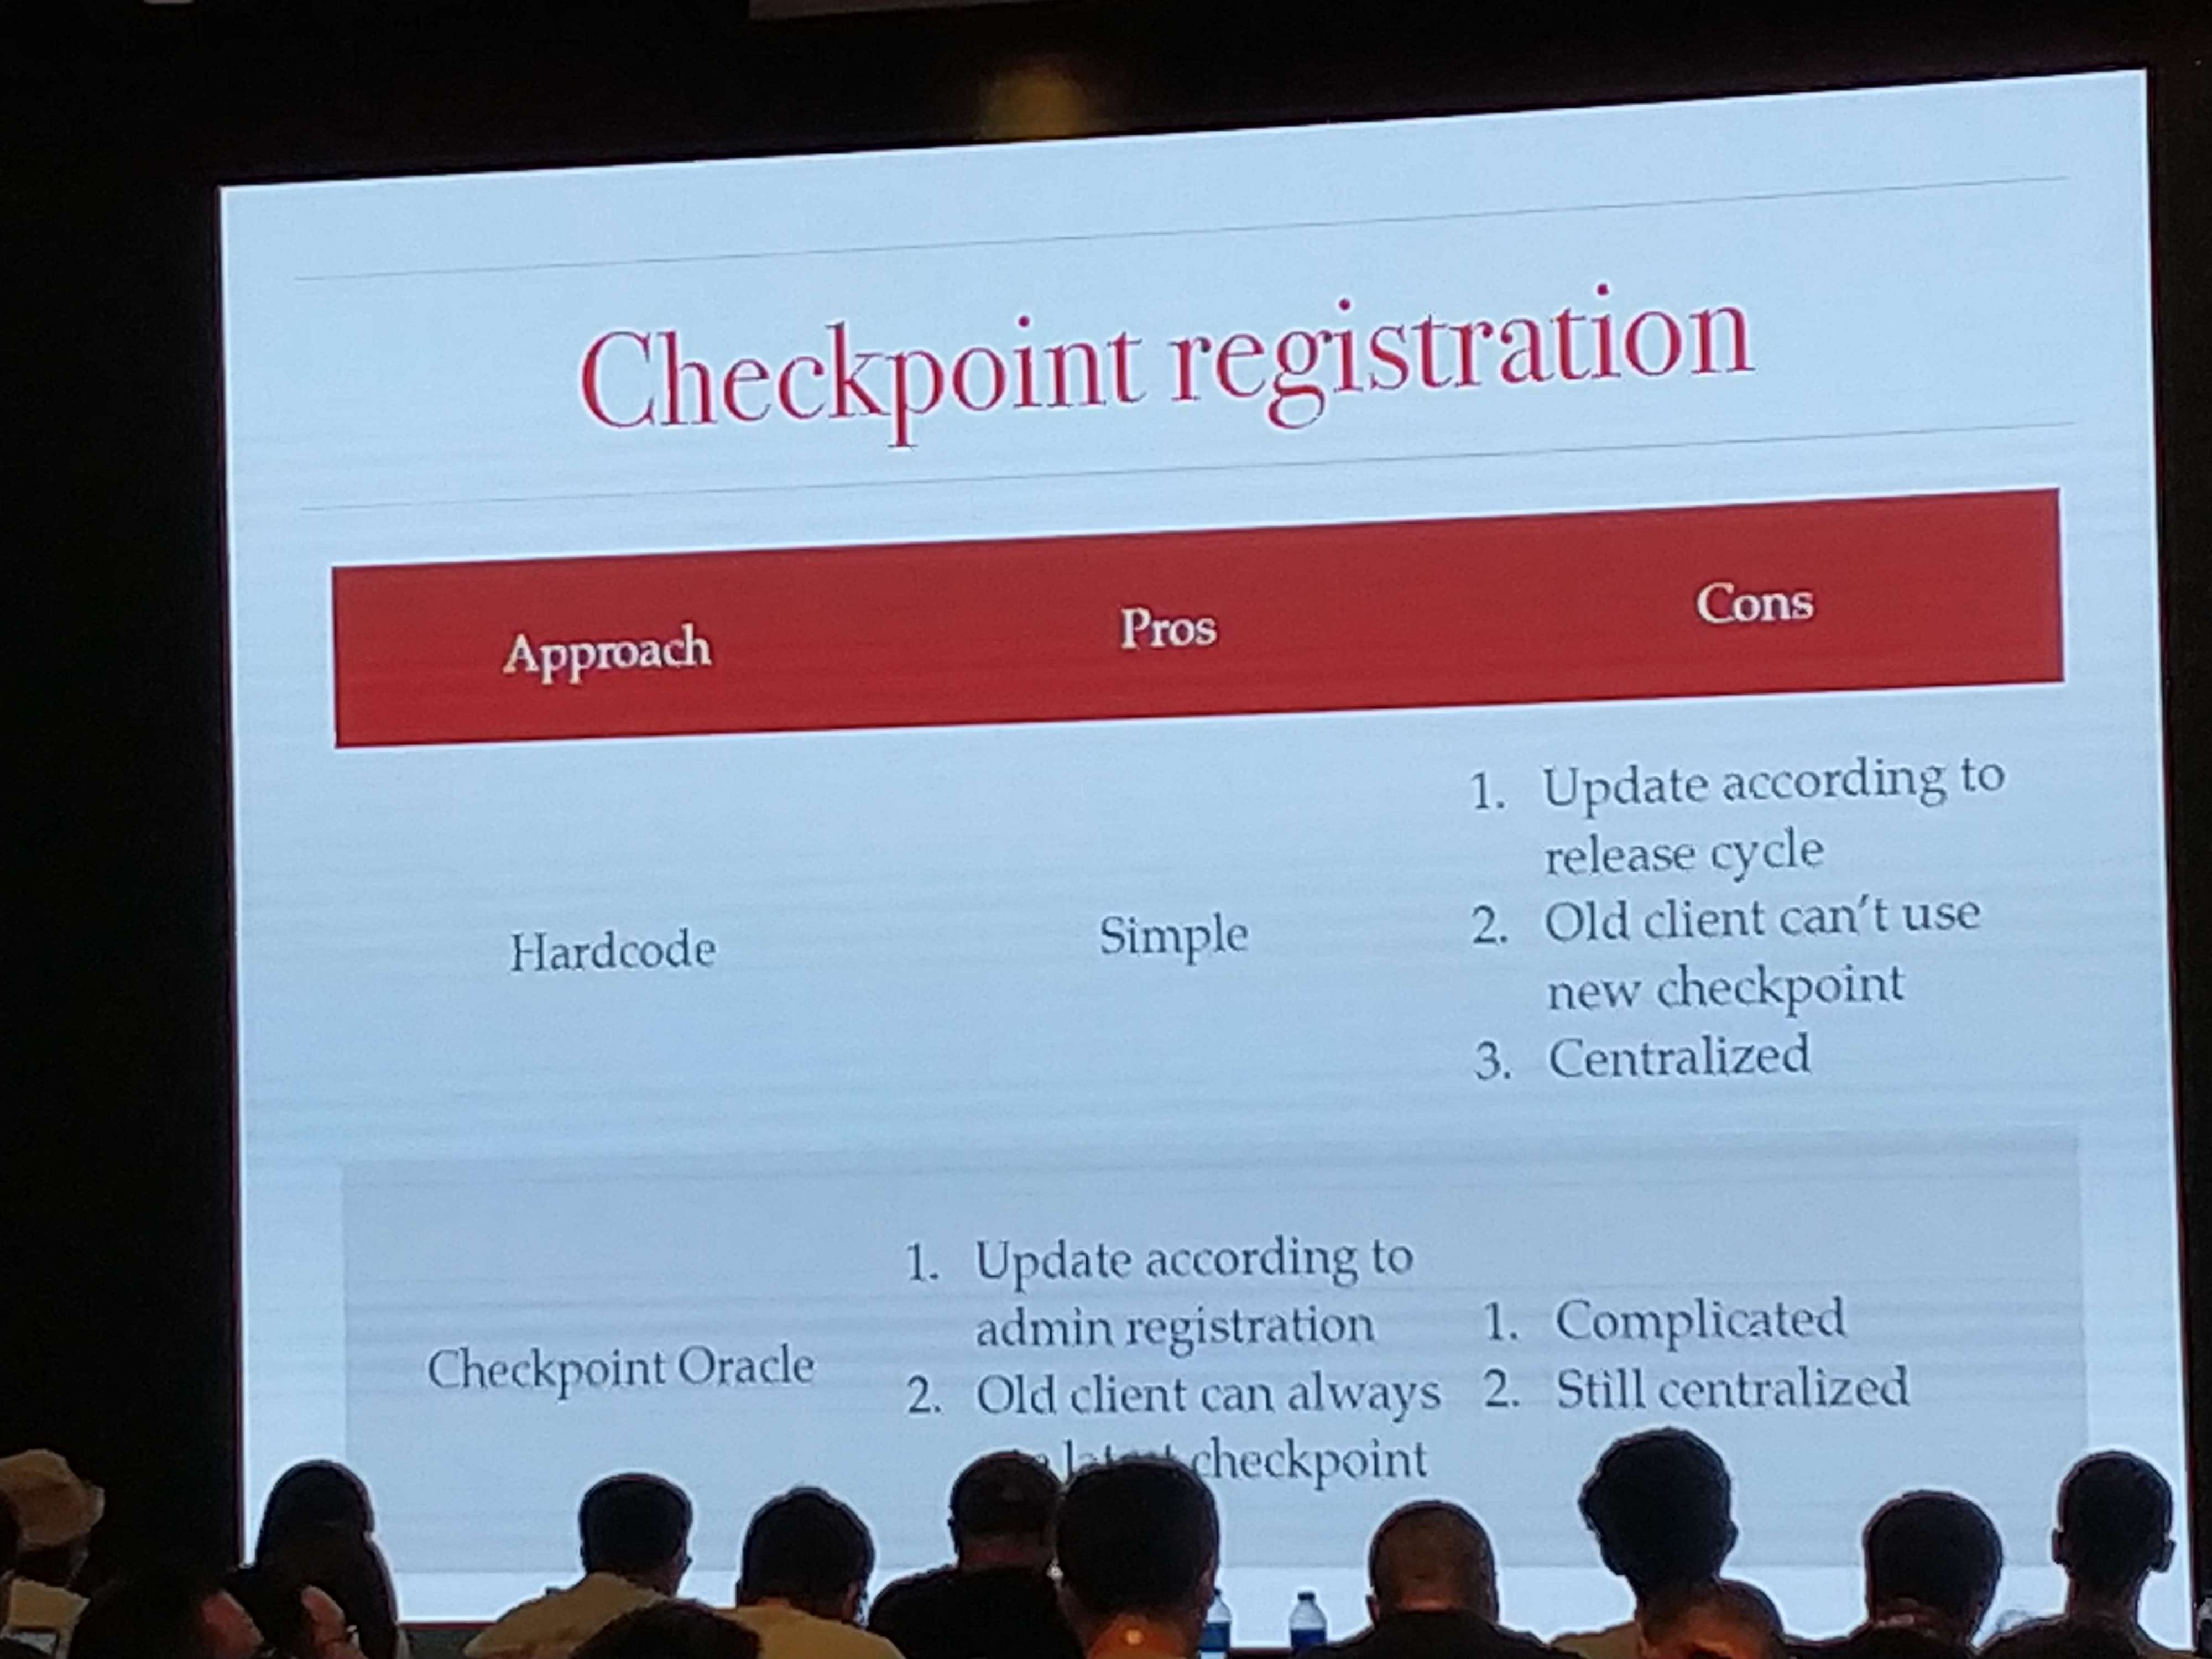 Checkpoint registration
Approach Pros Cons
Hardcode
Simple
1. Update according to
release cycle
2. Old client can't use
new checkpoint
3. Centralized
Checkpoint Oracle
1. Update according to
admin registration
2. Old client can always
checkpoint
1. Complicated
2. Still centralized